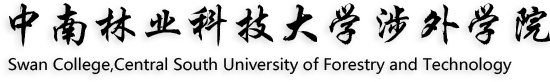 中南林业科技大学涉外学院
Swan College,Central South University of Forestry and Technology